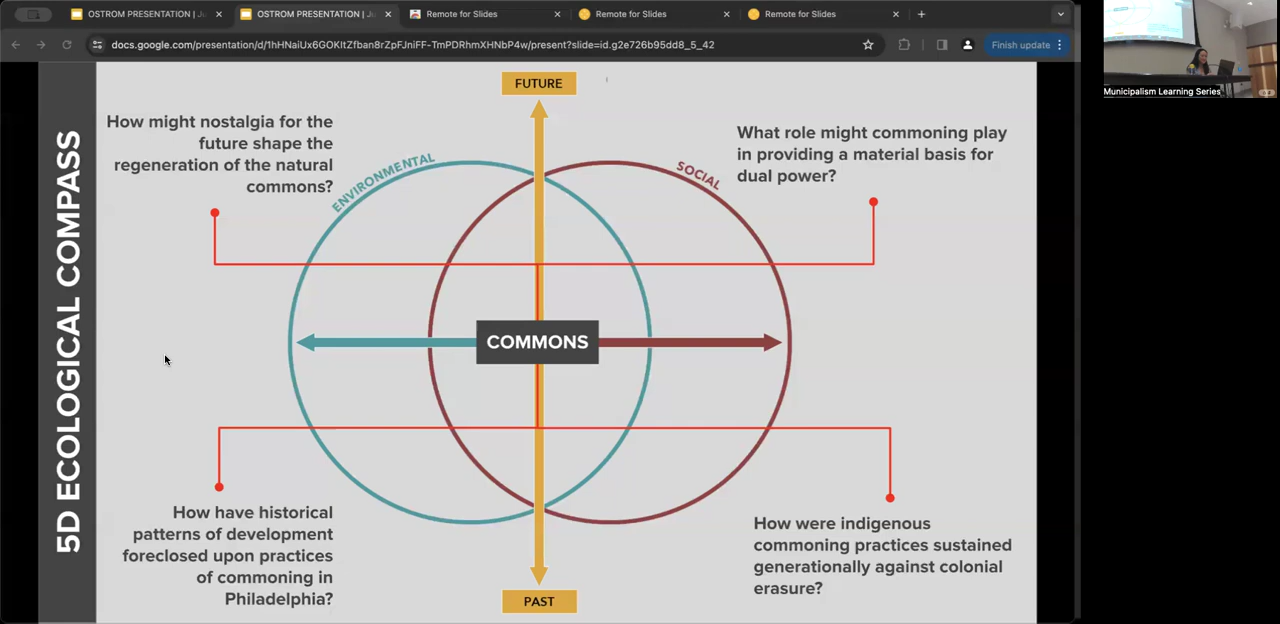 OSTROM PRESENTATION | Ju
OSTROM PRESENTATION | Ju
Remote for Slides
Remote for Slides
Remote for Slides
docs.google.com/presentation/d/1hHNaiUx6GOKItZfban8rZpFJniFF-TmPDRhmXHNbP4w/present?slide=id.g2e726b95dd8_5_42
Finish update
Municipalism Learning Series
5D ECOLOGICAL COMPASS
FUTURE
How might nostalgia for the
future shape the
regeneration of the natural
commons?
What role might commoning play
in providing a material basis for
dual power?
ENVIRONMENTAL
SOCIAL
COMMONS
How have historical
patterns of development
foreclosed upon practices
of commoning in
Philadelphia?
How were indigenous
commoning practices sustained
generationally against colonial
erasure?
PAST